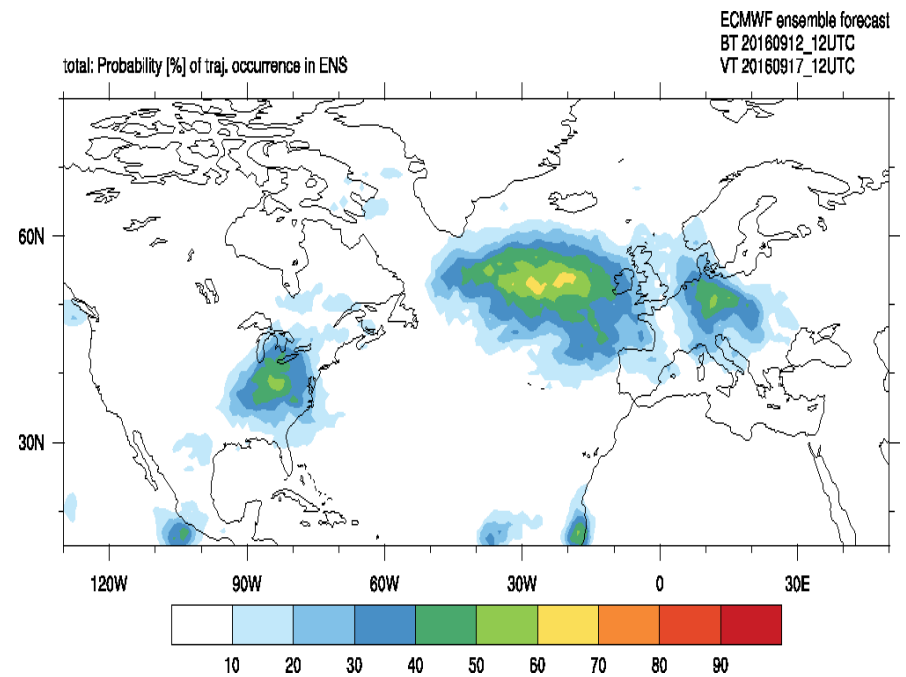 ECMWF ensemble forecast
BT 20160912_12UTC
total: Probability [%] of traj. occurrence in ENS
VT 20160917_12UTC
60N
30N
120W 90W 60W 30W 0 30E
10 20 30 40 50 60 70 80 90